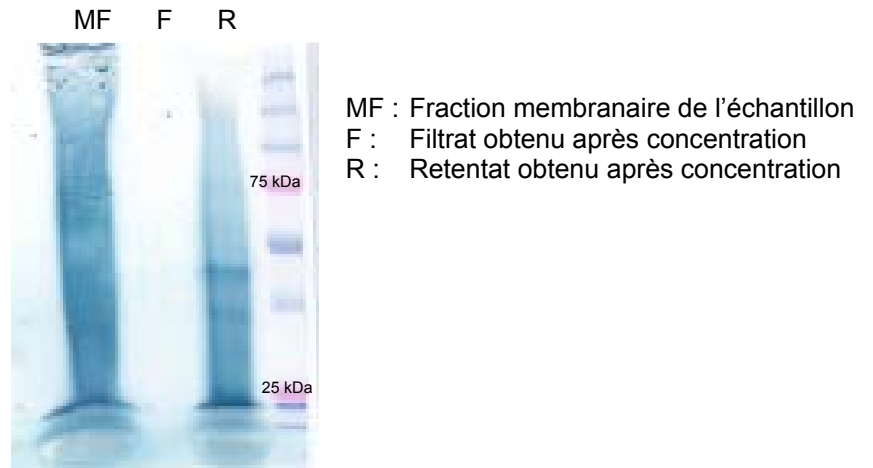 MF F R
MF : Fraction membranaire de l'échantillon
F : Filtrat obtenu après concentration
R : Retentat obtenu après concentration
75 kDa
25 kDa